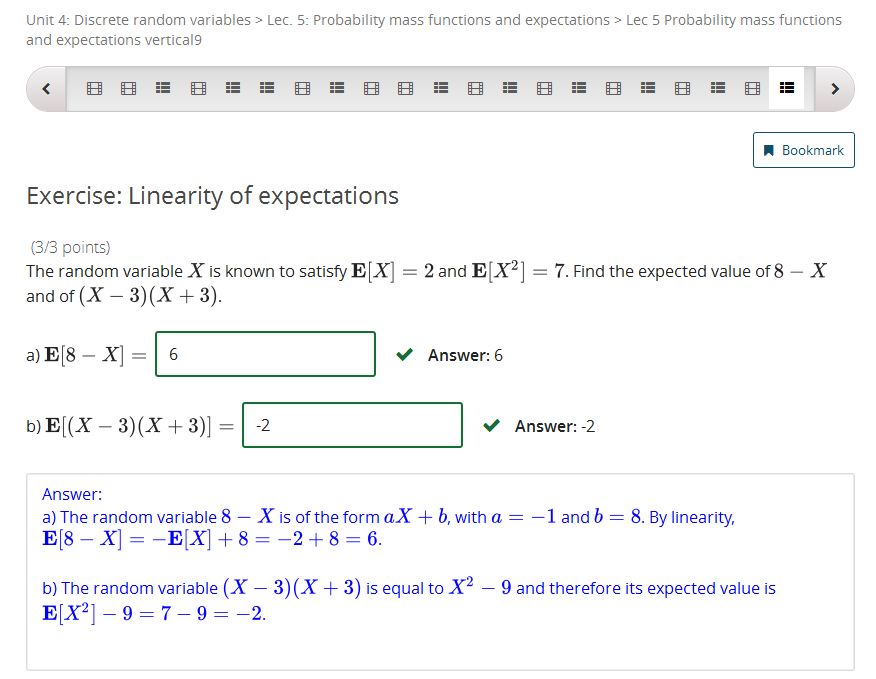 Unit 4: Discrete random variables > Lec. 5: Probability mass functions and expectations > Lec 5 Probability mass functions
and expectations vertical9
Bookmark
Exercise: Linearity of expectations
(3/3 points)
The random variable X is known to satisfy E[X] = 2 and E[X²] = 7. Find the expected value of 8 − X
and of (X − 3)(X + 3).
a) E[8 − X] = 6 Answer: 6
b) E[(X − 3)(X + 3)] = -2 Answer: -2
Answer:
a) The random variable 8 − X is of the form aX + b, with a = −1 and b = 8. By linearity,
E[8 − X] = −E[X] + 8 = −2 + 8 = 6.
b) The random variable (X − 3)(X + 3) is equal to X² − 9 and therefore its expected value is
E[X²] − 9 = 7 − 9 = −2.